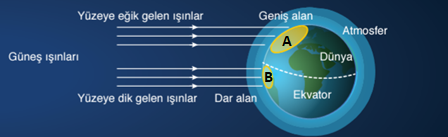 Yüzeye eğik gelen ışınlar
Geniş alan
Atmosfer
A
Güneş ışınları
Dünya
B
Yüzeye dik gelen ışınlar
Dar alan
Ekvator